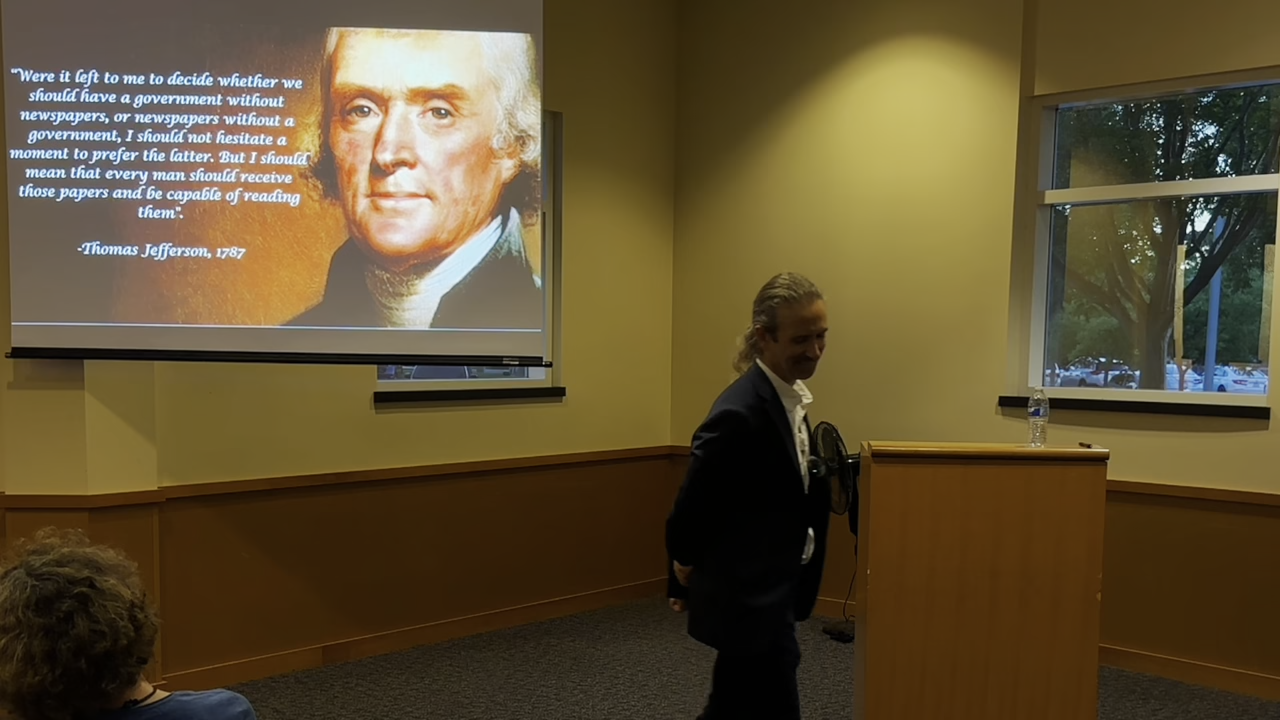 "Were it left to me to decide whether we
should have a government without
newspapers, or newspapers without a
government, I should not hesitate a
moment to prefer the latter. But I should
mean that every man should receive
those papers and be capable of reading
them".
-Thomas Jefferson, 1787